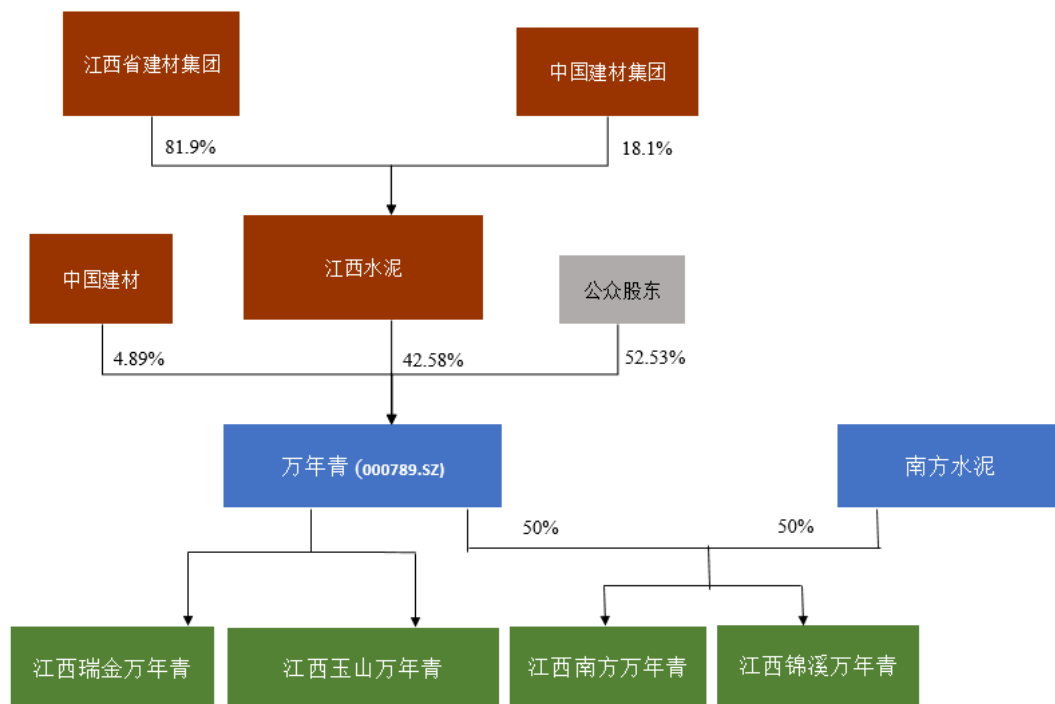 江西省建材集团
中国建材集团
81.9%
18.1%
中国建材
江西水泥
公众股东
4.89%
42.58%
52.53%
万年青 (000789.SZ)
南方水泥
50%
50%
江西瑞金万年青
江西玉山万年青
江西南方万年青
江西锦溪万年青